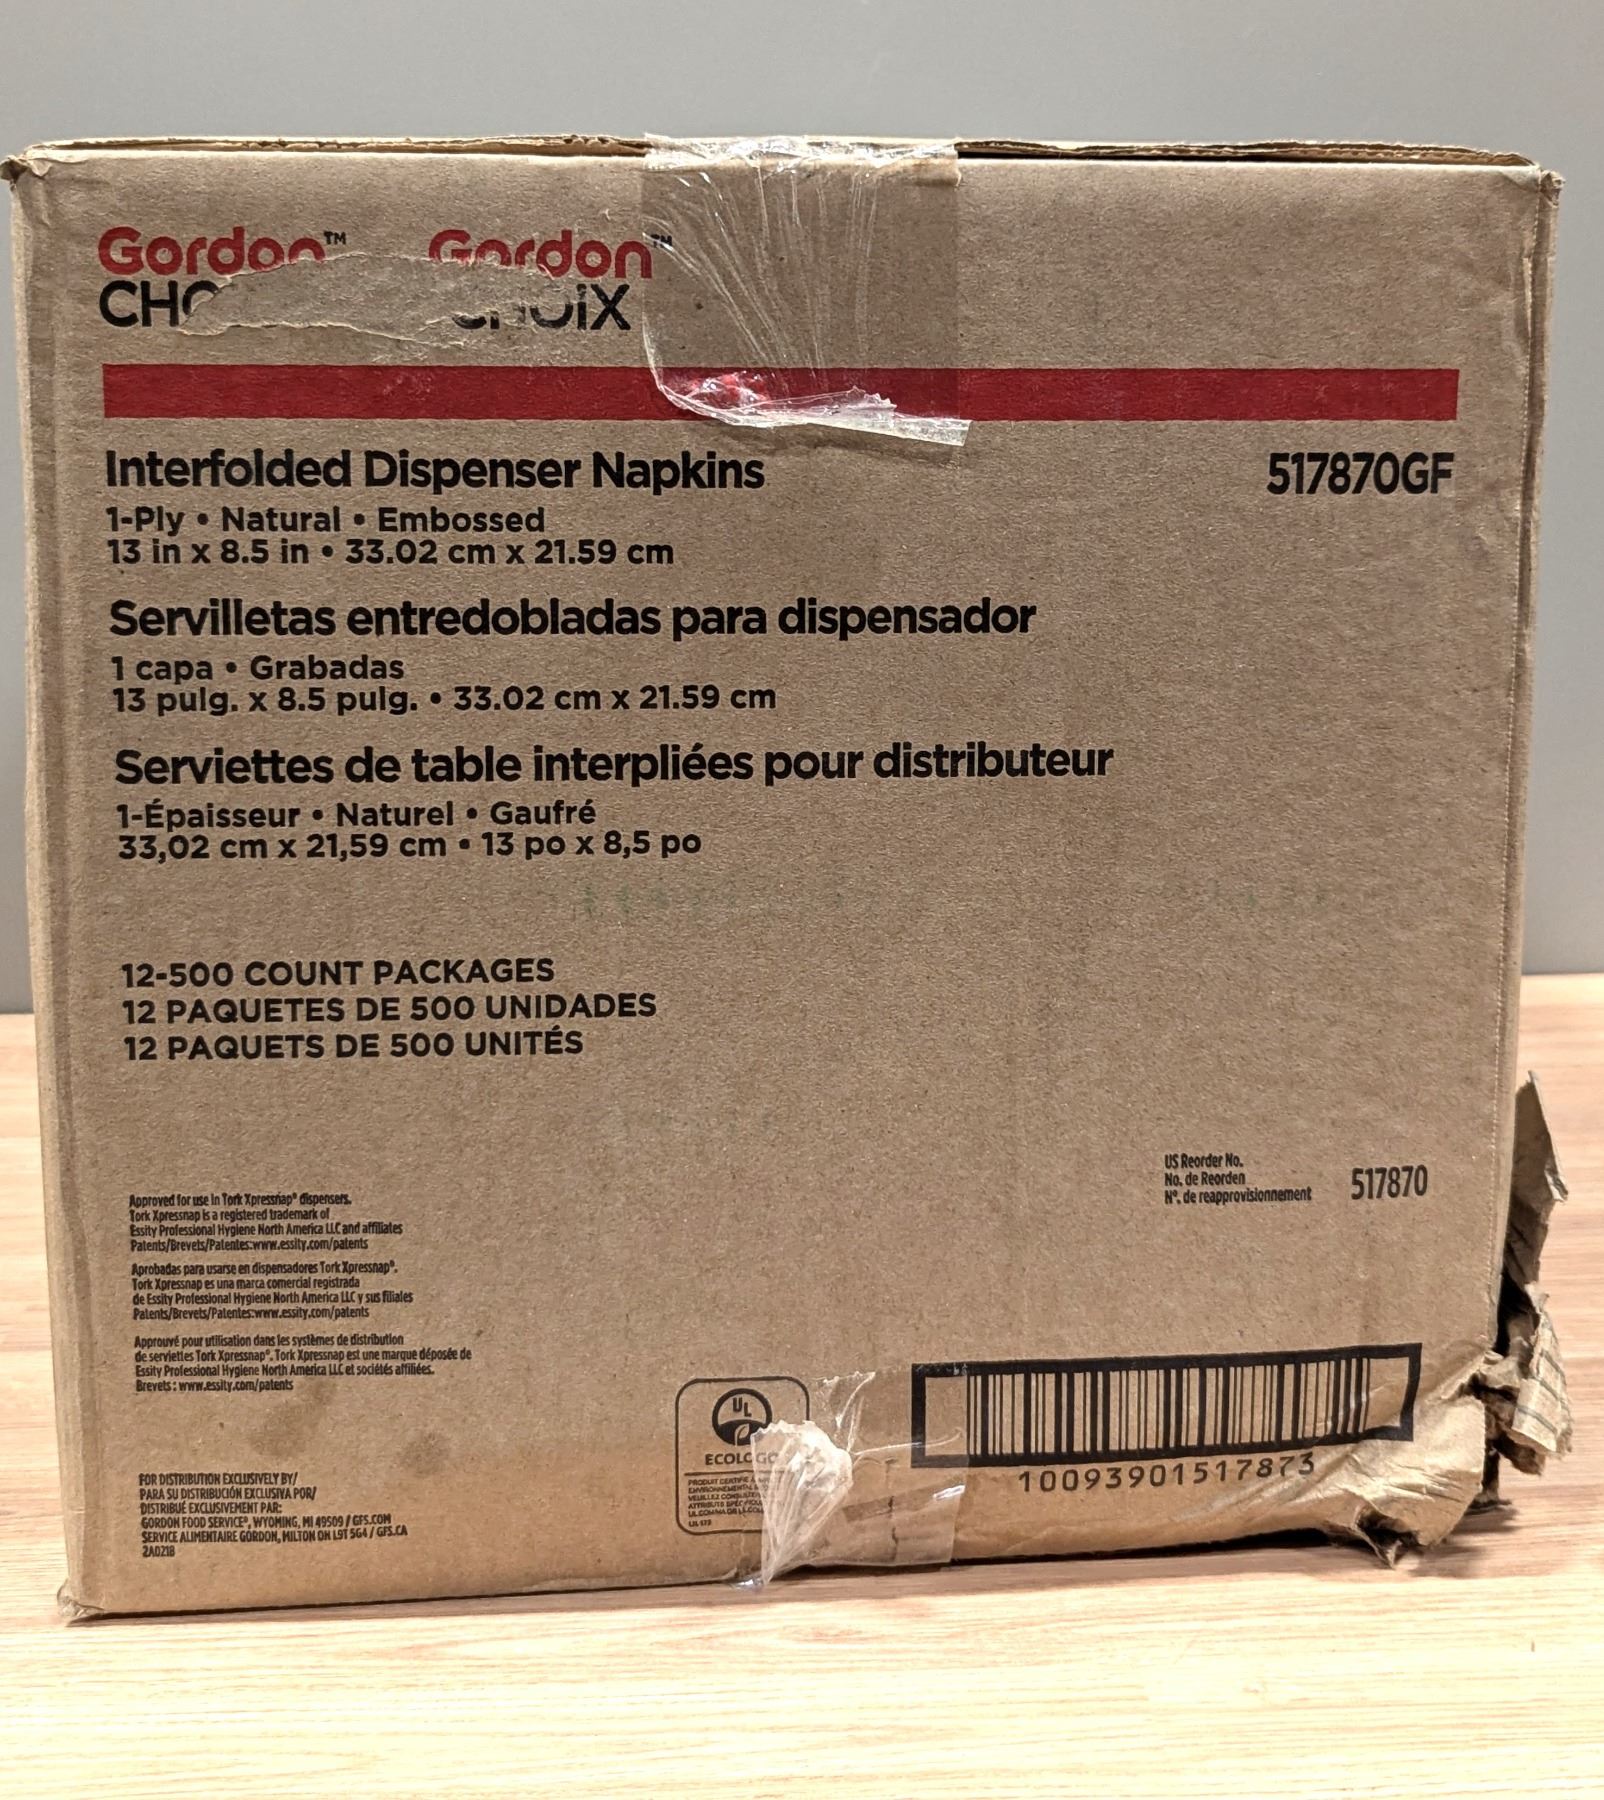 Gordon™ Gordon™
CHOIX
Interfolded Dispenser Napkins 517870GF
1-Ply • Natural • Embossed
13 in x 8.5 in • 33.02 cm x 21.59 cm
Servilletas entredobladas para dispensador
1 capa • Grabadas
13 pulg. x 8.5 pulg. • 33.02 cm x 21.59 cm
Serviettes de table interpliées pour distributeur
1-Épaisseur • Naturel • Gaufré
33,02 cm x 21,59 cm • 13 po x 8,5 po
12-500 COUNT PACKAGES
12 PAQUETES DE 500 UNIDADES
12 PAQUETS DE 500 UNITÉS
US Reorder No.
No. de Reorden
Nº. de reapprovisionnement
517870
Approved for use In Tork Xpressnap® dispensers.
Tork Xpressnap is a registered trademark of
Essity Professional Hygiene North America LLC and affiliates
Patents/Brevets/Patentes:www.essity.com/patents
Aprobadas para usarse en dispensadores Tork Xpressnap®.
Tork Xpressnap es una marca comercial registrada
de Essity Professional Hygiene North America LLC y sus filiales
Patents/Brevets/Patentes:www.essity.com/patents
Approuvé pour utilisation dans les systèmes de distribution
de serviettes Tork Xpressnap®. Tork Xpressnap est une marque déposée de
Essity Professional Hygiene North America LLC et sociétés affiliées.
Brevets : www.essity.com/patents
FOR DISTRIBUTION EXCLUSIVELY BY/
PARA SU DISTRIBUCIÓN EXCLUSIVA POR/
DISTRIBUÉ EXCLUSIVEMENT PAR:
GORDON FOOD SERVICE®, WYOMING, MI 49509 / GFS.COM
SERVICE ALIMENTAIRE GORDON, MILTON ON L9T 5G4 / GFS.CA
2A0218
UL
PRODUIT CERTIFIÉ
VEUILLEZ
UL 175
10093901517873